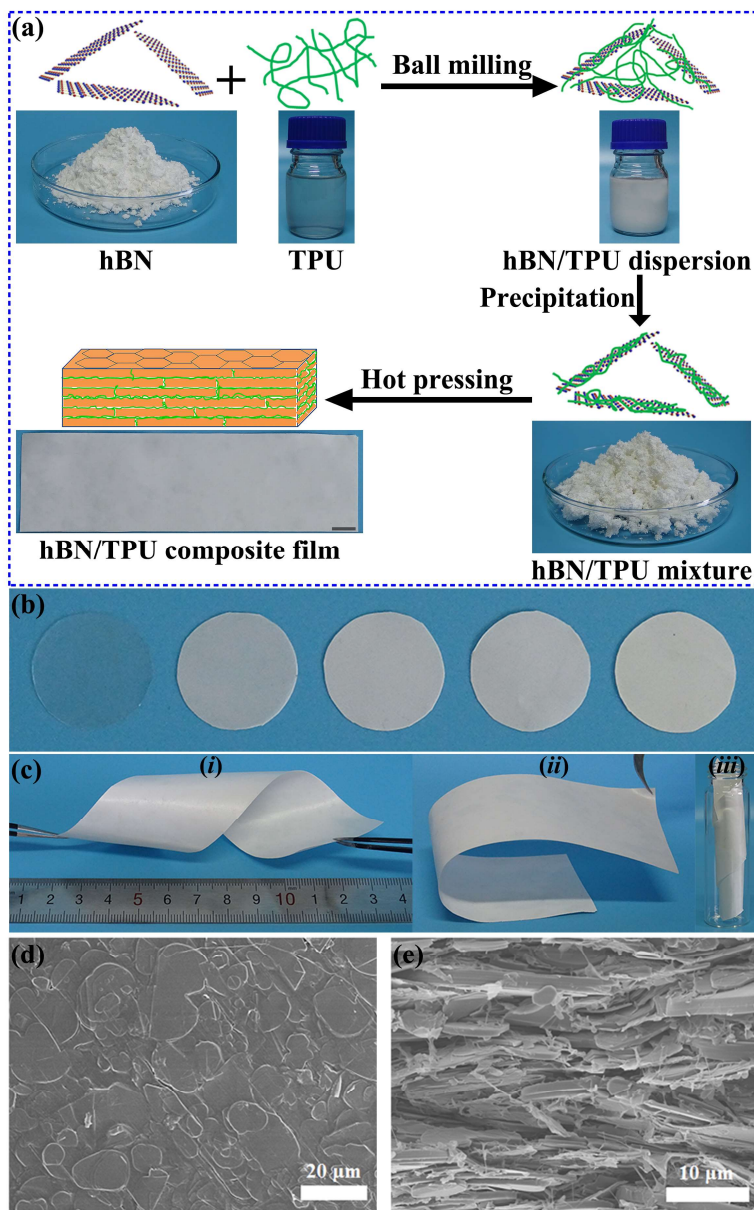 (a)
Ball milling
hBN
TPU
hBN/TPU dispersion
Precipitation
Hot pressing
hBN/TPU composite film
hBN/TPU mixture
(b)
(c)
(i)
(ii)
(iii)
1 2 3 4 5 6 7 8 9 10 1 2 3 4
(d)
20 μm
(e)
10 μm